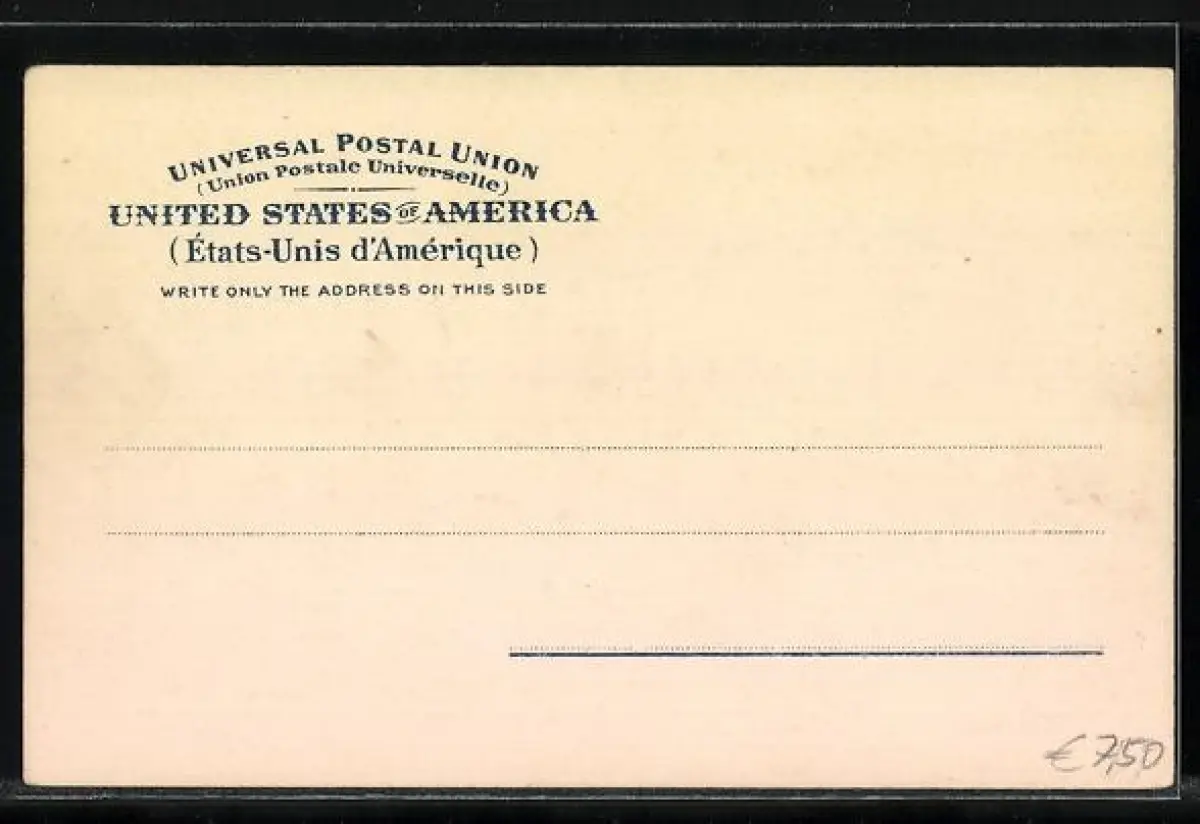 UNIVERSAL POSTAL UNION
(Union Postale Universelle)
UNITED STATES OF AMERICA
(États-Unis d'Amérique)
WRITE ONLY THE ADDRESS ON THIS SIDE
€ 7,50